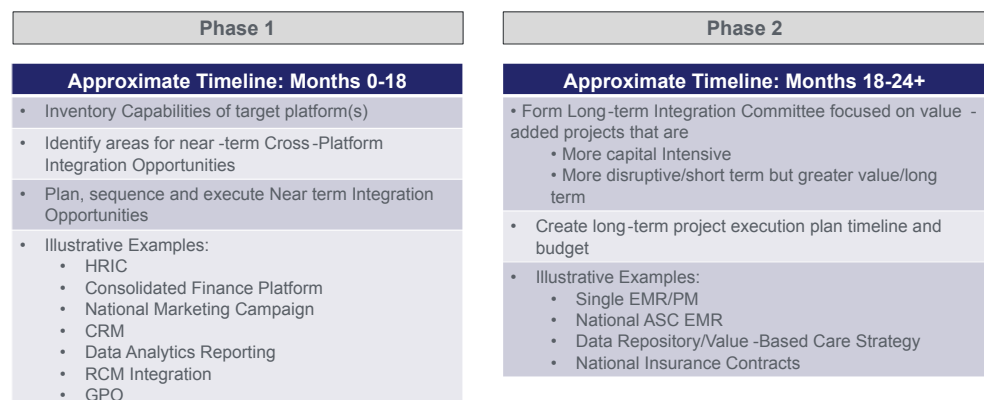 Phase 1
Approximate Timeline: Months 0-18
• Inventory Capabilities of target platform(s)
• Identify areas for near -term Cross-Platform
Integration Opportunities
• Plan, sequence and execute Near term Integration
Opportunities
• Illustrative Examples:
• HRIC
• Consolidated Finance Platform
• National Marketing Campaign
• CRM
• Data Analytics Reporting
• RCM Integration
• GPO
Phase 2
Approximate Timeline: Months 18-24+
• Form Long-term Integration Committee focused on value -
added projects that are
• More capital Intensive
• More disruptive/short term but greater value/long
term
• Create long-term project execution plan timeline and
budget
• Illustrative Examples:
• Single EMR/PM
• National ASC EMR
• Data Repository/Value -Based Care Strategy
• National Insurance Contracts